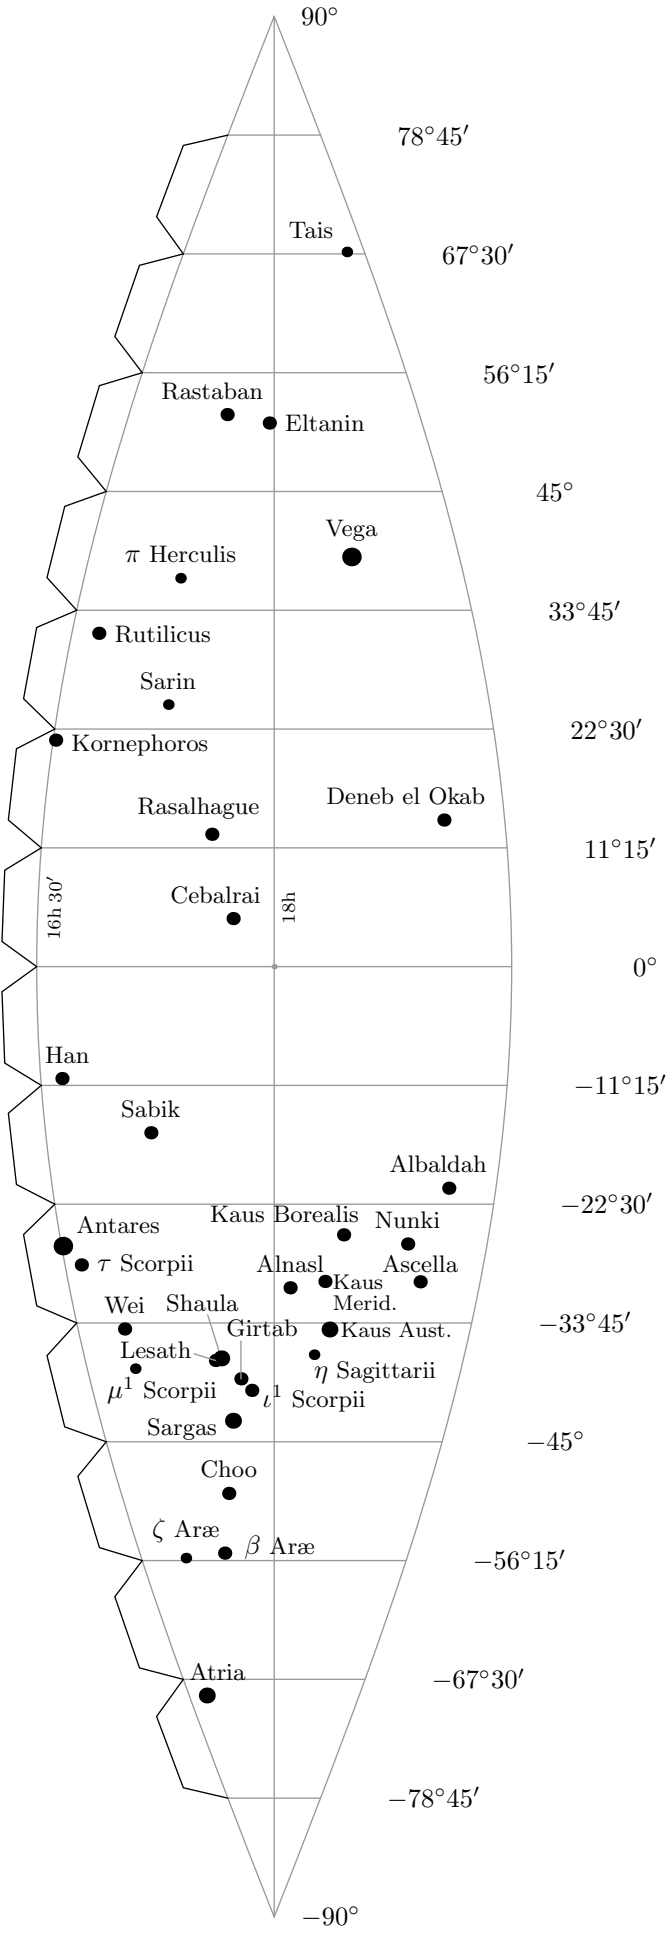 90°
78°45′
Tais
67°30′
56°15′
Rastaban
Eltanin
45°
Vega
π Herculis
33°45′
Rutilicus
Sarin
22°30′
Kornephoros
Deneb el Okab
Rasalhague
11°15′
Cebalrai
16h 30′
18h
0°
Han
−11°15′
Sabik
Albaldah
−22°30′
Kaus Borealis
Nunki
Antares
τ Scorpii
Alnasl
Ascella
Kaus
Merid.
Wei
Shaula
−33°45′
Girtab
Kaus Aust.
Lesath
η Sagittarii
μ¹ Scorpii
ι¹ Scorpii
Sargas
−45°
Choo
ζ Aræ
β Aræ
−56°15′
Atria
−67°30′
−78°45′
−90°